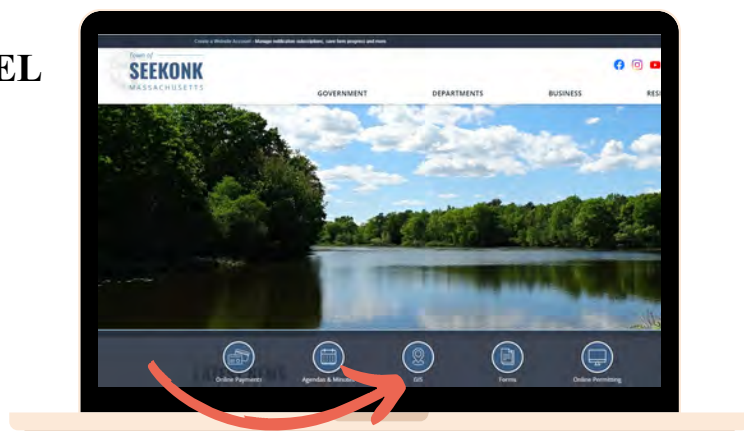 EL
Create a Website Account - Manage notification subscriptions, save form progress and more.
Town of
SEEKONK
MASSACHUSETTS
GOVERNMENT DEPARTMENTS BUSINESS RESI
Online Payments Agendas & Minutes GIS Forms Online Permitting